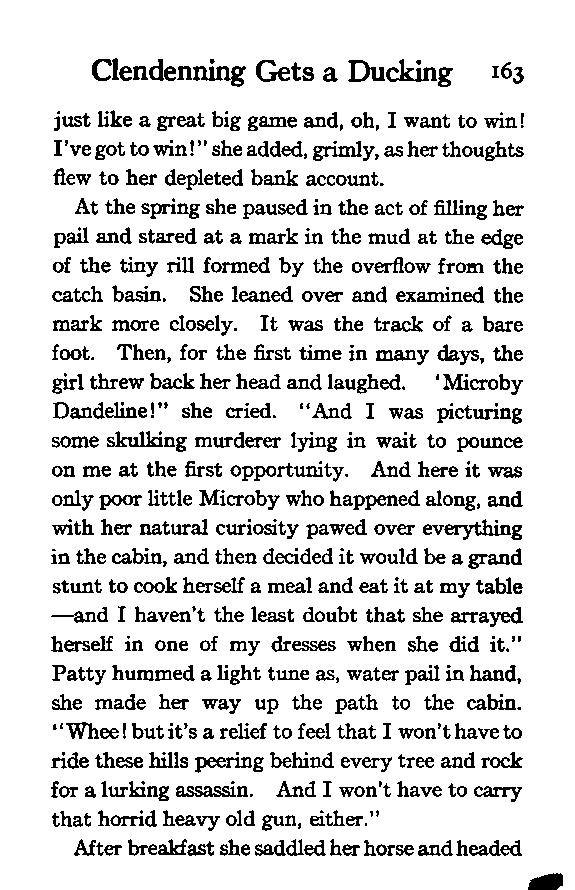 Clendenning Gets a Ducking 163
just like a great big game and, oh, I want to win!
I've got to win!" she added, grimly, as her thoughts
flew to her depleted bank account.
At the spring she paused in the act of filling her
pail and stared at a mark in the mud at the edge
of the tiny rill formed by the overflow from the
catch basin. She leaned over and examined the
mark more closely. It was the track of a bare
foot. Then, for the first time in many days, the
girl threw back her head and laughed. 'Microby
Dandeline!" she cried. "And I was picturing
some skulking murderer lying in wait to pounce
on me at the first opportunity. And here it was
only poor little Microby who happened along, and
with her natural curiosity pawed over everything
in the cabin, and then decided it would be a grand
stunt to cook herself a meal and eat it at my table
—and I haven't the least doubt that she arrayed
herself in one of my dresses when she did it."
Patty hummed a light tune as, water pail in hand,
she made her way up the path to the cabin.
"Whee! but it's a relief to feel that I won't have to
ride these hills peering behind every tree and rock
for a lurking assassin. And I won't have to carry
that horrid heavy old gun, either."
After breakfast she saddled her horse and headed